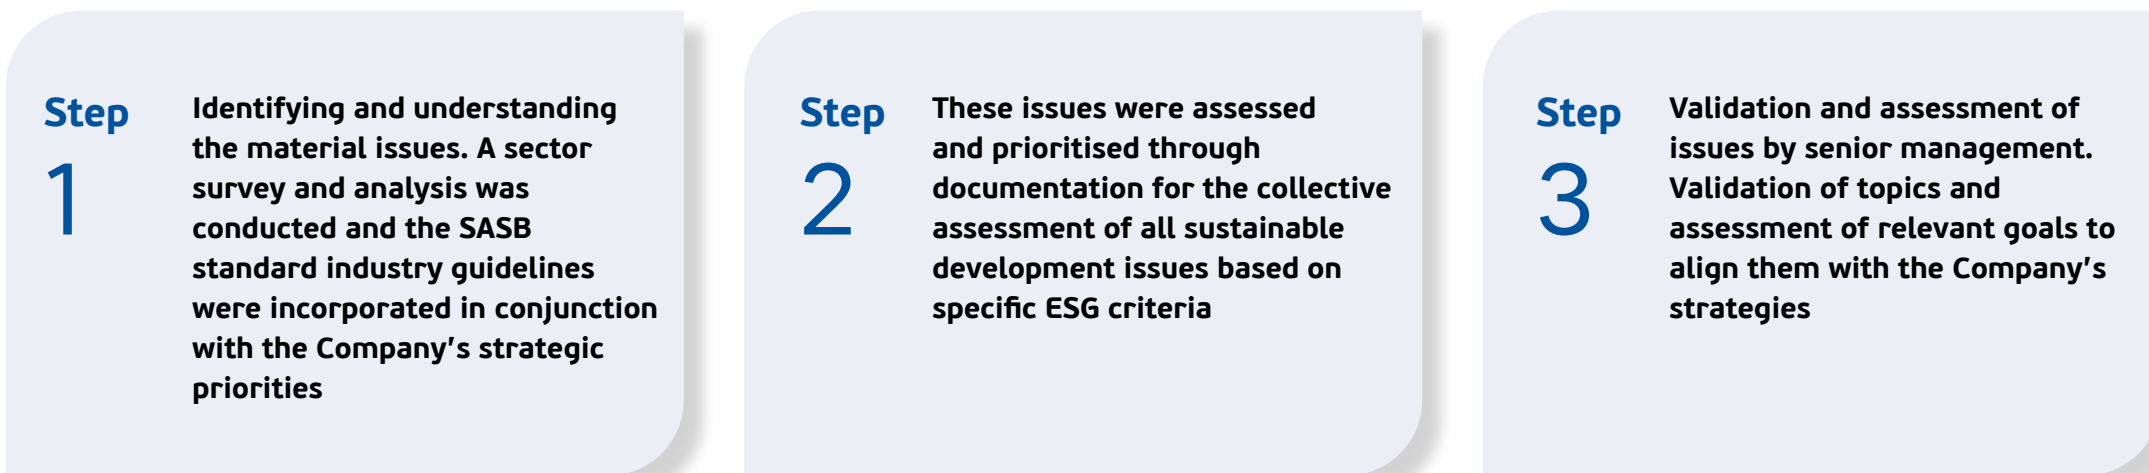 Step
1
Identifying and understanding
the material issues. A sector
survey and analysis was
conducted and the SASB
standard industry guidelines
were incorporated in conjunction
with the Company's strategic
priorities
Step
2
These issues were assessed
and prioritised through
documentation for the collective
assessment of all sustainable
development issues based on
specific ESG criteria
Step
3
Validation and assessment of
issues by senior management.
Validation of topics and
assessment of relevant goals to
align them with the Company's
strategies